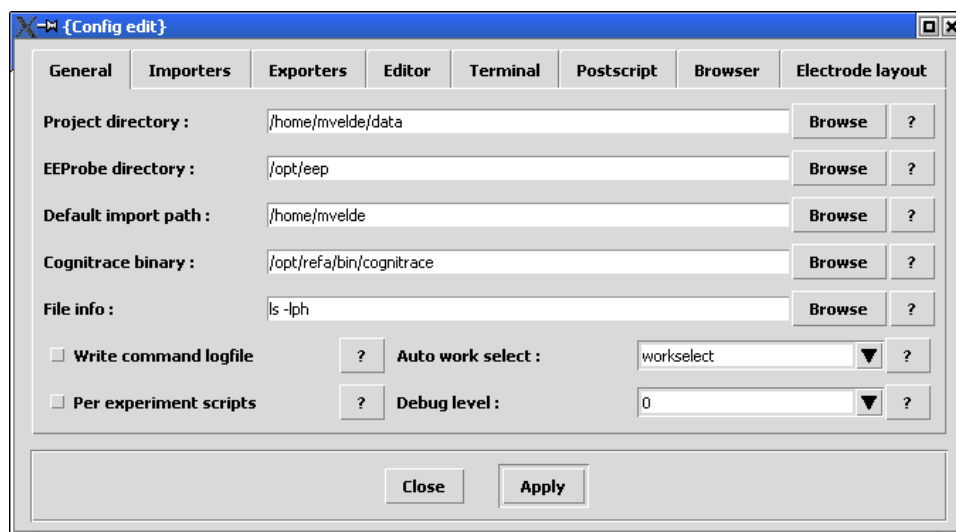 {Config edit}
General Importers Exporters Editor Terminal Postscript Browser Electrode layout
Project directory : /home/mvelde/data Browse ?
EEProbe directory : /opt/eep Browse ?
Default import path : /home/mvelde Browse ?
Cognitrace binary : /opt/refa/bin/cognitrace Browse ?
File info : ls -lph Browse ?
Write command logfile ? Auto work select : workselect ?
Per experiment scripts ? Debug level : 0 ?
Close Apply